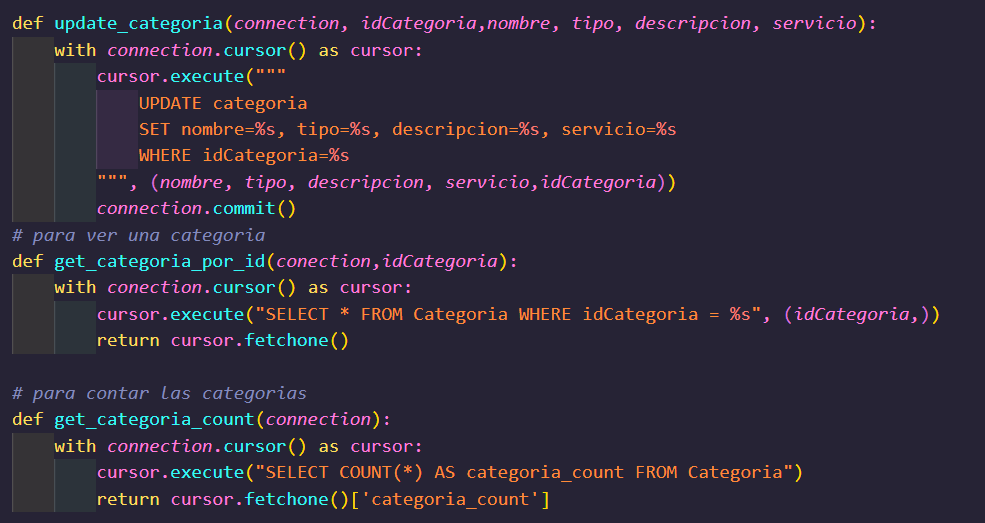 def update_categoria(connection, idCategoria,nombre, tipo, descripcion, servicio):
    with connection.cursor() as cursor:
        cursor.execute("""
            UPDATE categoria
            SET nombre=%s, tipo=%s, descripcion=%s, servicio=%s
            WHERE idCategoria=%s
        """, (nombre, tipo, descripcion, servicio,idCategoria))
        connection.commit()
# para ver una categoria
def get_categoria_por_id(conection,idCategoria):
    with conection.cursor() as cursor:
        cursor.execute("SELECT * FROM Categoria WHERE idCategoria = %s", (idCategoria,))
        return cursor.fetchone()

# para contar las categorias
def get_categoria_count(connection):
    with connection.cursor() as cursor:
        cursor.execute("SELECT COUNT(*) AS categoria_count FROM Categoria")
        return cursor.fetchone()['categoria_count']